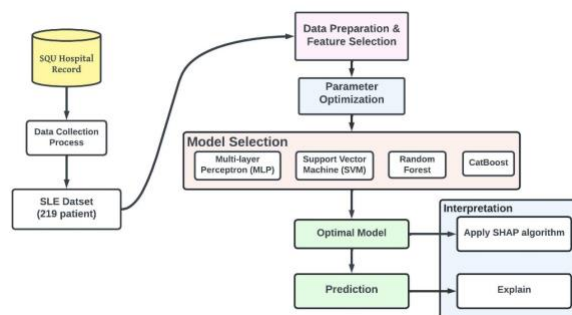 SQU Hospital
Record
Data Collection
Process
SLE Datset
(219 patient)
Data Preparation &
Feature Selection
Parameter
Optimization
Model Selection
Multi-layer
Perceptron (MLP)
Support Vector
Machine (SVM)
Random
Forest
CatBoost
Optimal Model
Prediction
Interpretation
Apply SHAP algorithm
Explain